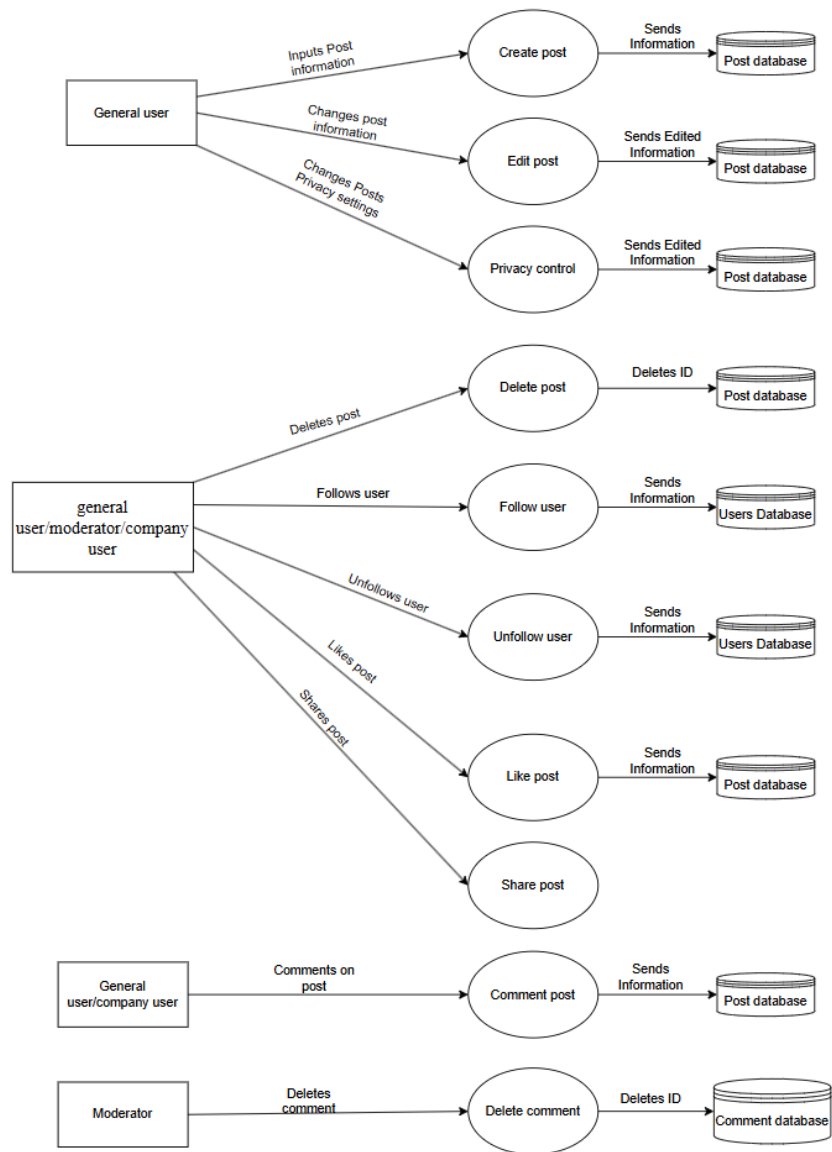 Inputs Post
information
Create post
Sends
Information
Post database
General user
Changes post
information
Edit post
Sends Edited
Information
Post database
Changes Posts
Privacy settings
Privacy control
Sends Edited
Information
Post database
Deletes post
Delete post
Deletes ID
Post database
general
user/moderator/company
user
Follows user
Follow user
Sends
Information
Users Database
Unfollows user
Unfollow user
Sends
Information
Users Database
Likes post
Like post
Sends
Information
Post database
Shares post
Share post
General
user/company user
Comments on
post
Comment post
Sends
Information
Post database
Moderator
Deletes
comment
Delete comment
Deletes ID
Comment database